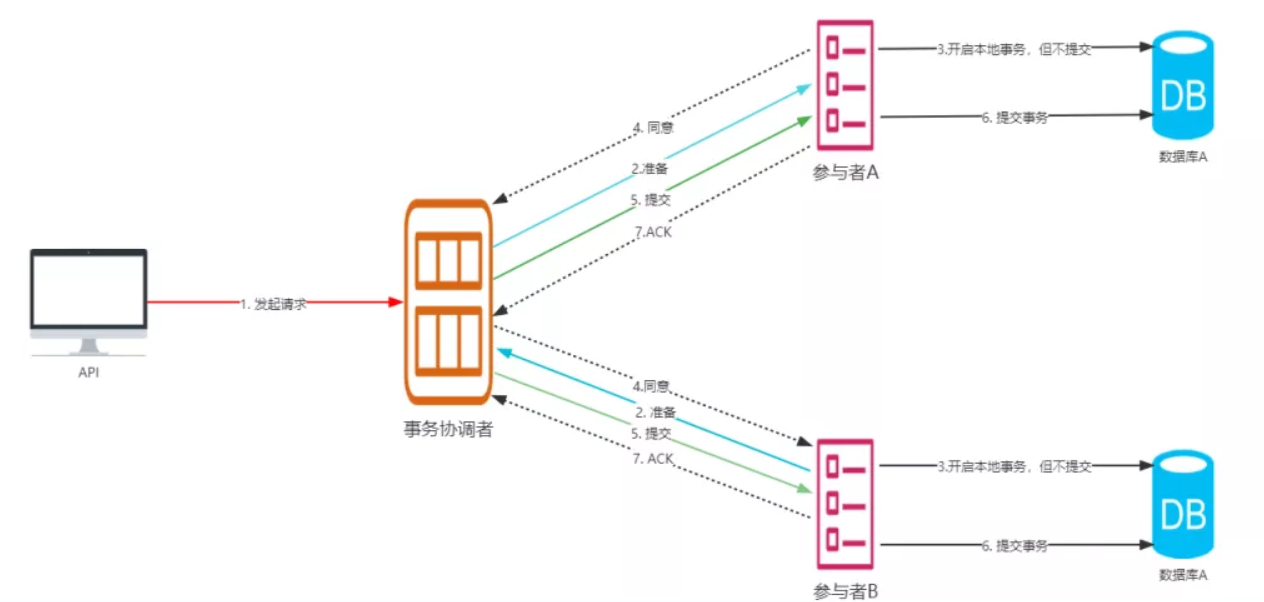 3.开启本地事务，但不提交
DB
4. 同意
6. 提交事务
数据库A
2.准备
参与者A
5. 提交
7.ACK
1. 发起请求
API
4.同意
2. 准备
事务协调者
5. 提交
7. ACK
3.开启本地事务，但不提交
DB
6. 提交事务
数据库A
参与者B